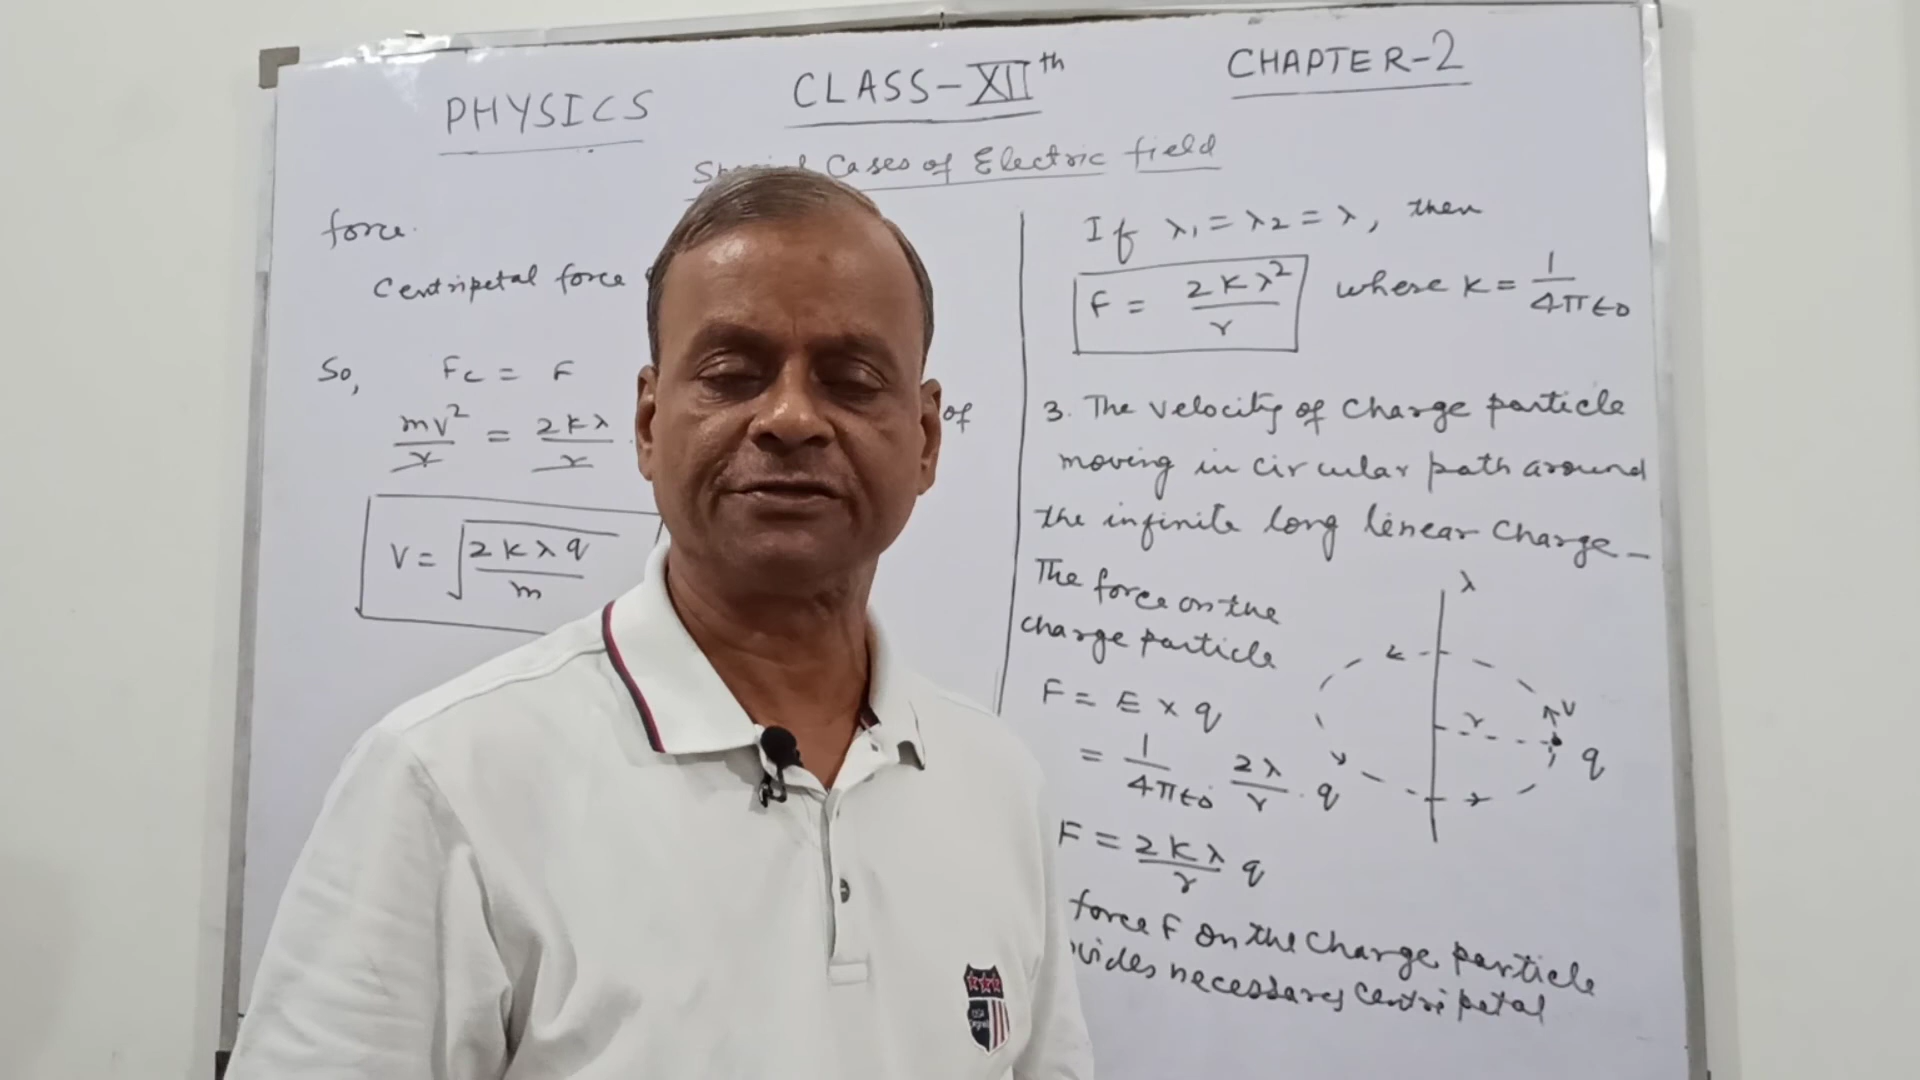 PHYSICS CLASS-XIIth CHAPTER-2
Cases of Electric field
force.
Centripetal force
So, Fc = F
mv²/r = 2kλ/r
of
V = √(2kλq/m)
If λ1 = λ2 = λ, then
F = 2kλ²/r where k = 1/4πϵ0
3. The velocity of charge particle
moving in circular path around
the infinite long linear charge -
The force on the
charge particle
F = E × q
= 1/4πϵ0 2λ/r . q
F = 2kλ/r q
force F on the charge particle
vides necessary centripetal
λ
V
r
q